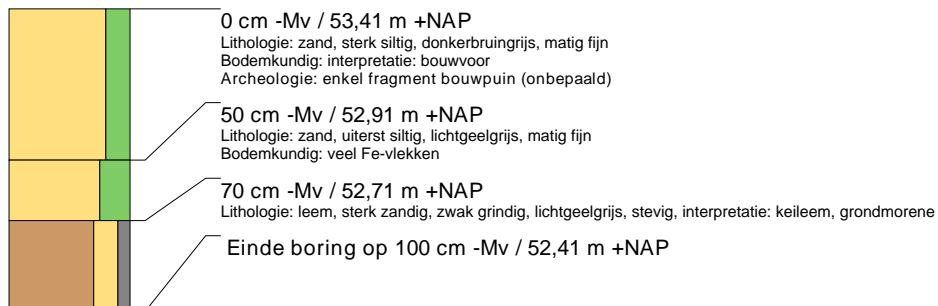 0 cm -Mv / 53,41 m +NAP
Lithologie: zand, sterk siltig, donkerbruingrijs, matig fijn
Bodemkundig: interpretatie: bouwvoor
Archeologie: enkel fragment bouwpuin (onbepaald)
50 cm -Mv / 52,91 m +NAP
Lithologie: zand, uiterst siltig, lichtgeelgrijs, matig fijn
Bodemkundig: veel Fe-vlekken
70 cm -Mv / 52,71 m +NAP
Lithologie: leem, sterk zandig, zwak grindig, lichtgeelgrijs, stevig, interpretatie: keileem, grondmorene
Einde boring op 100 cm -Mv / 52,41 m +NAP